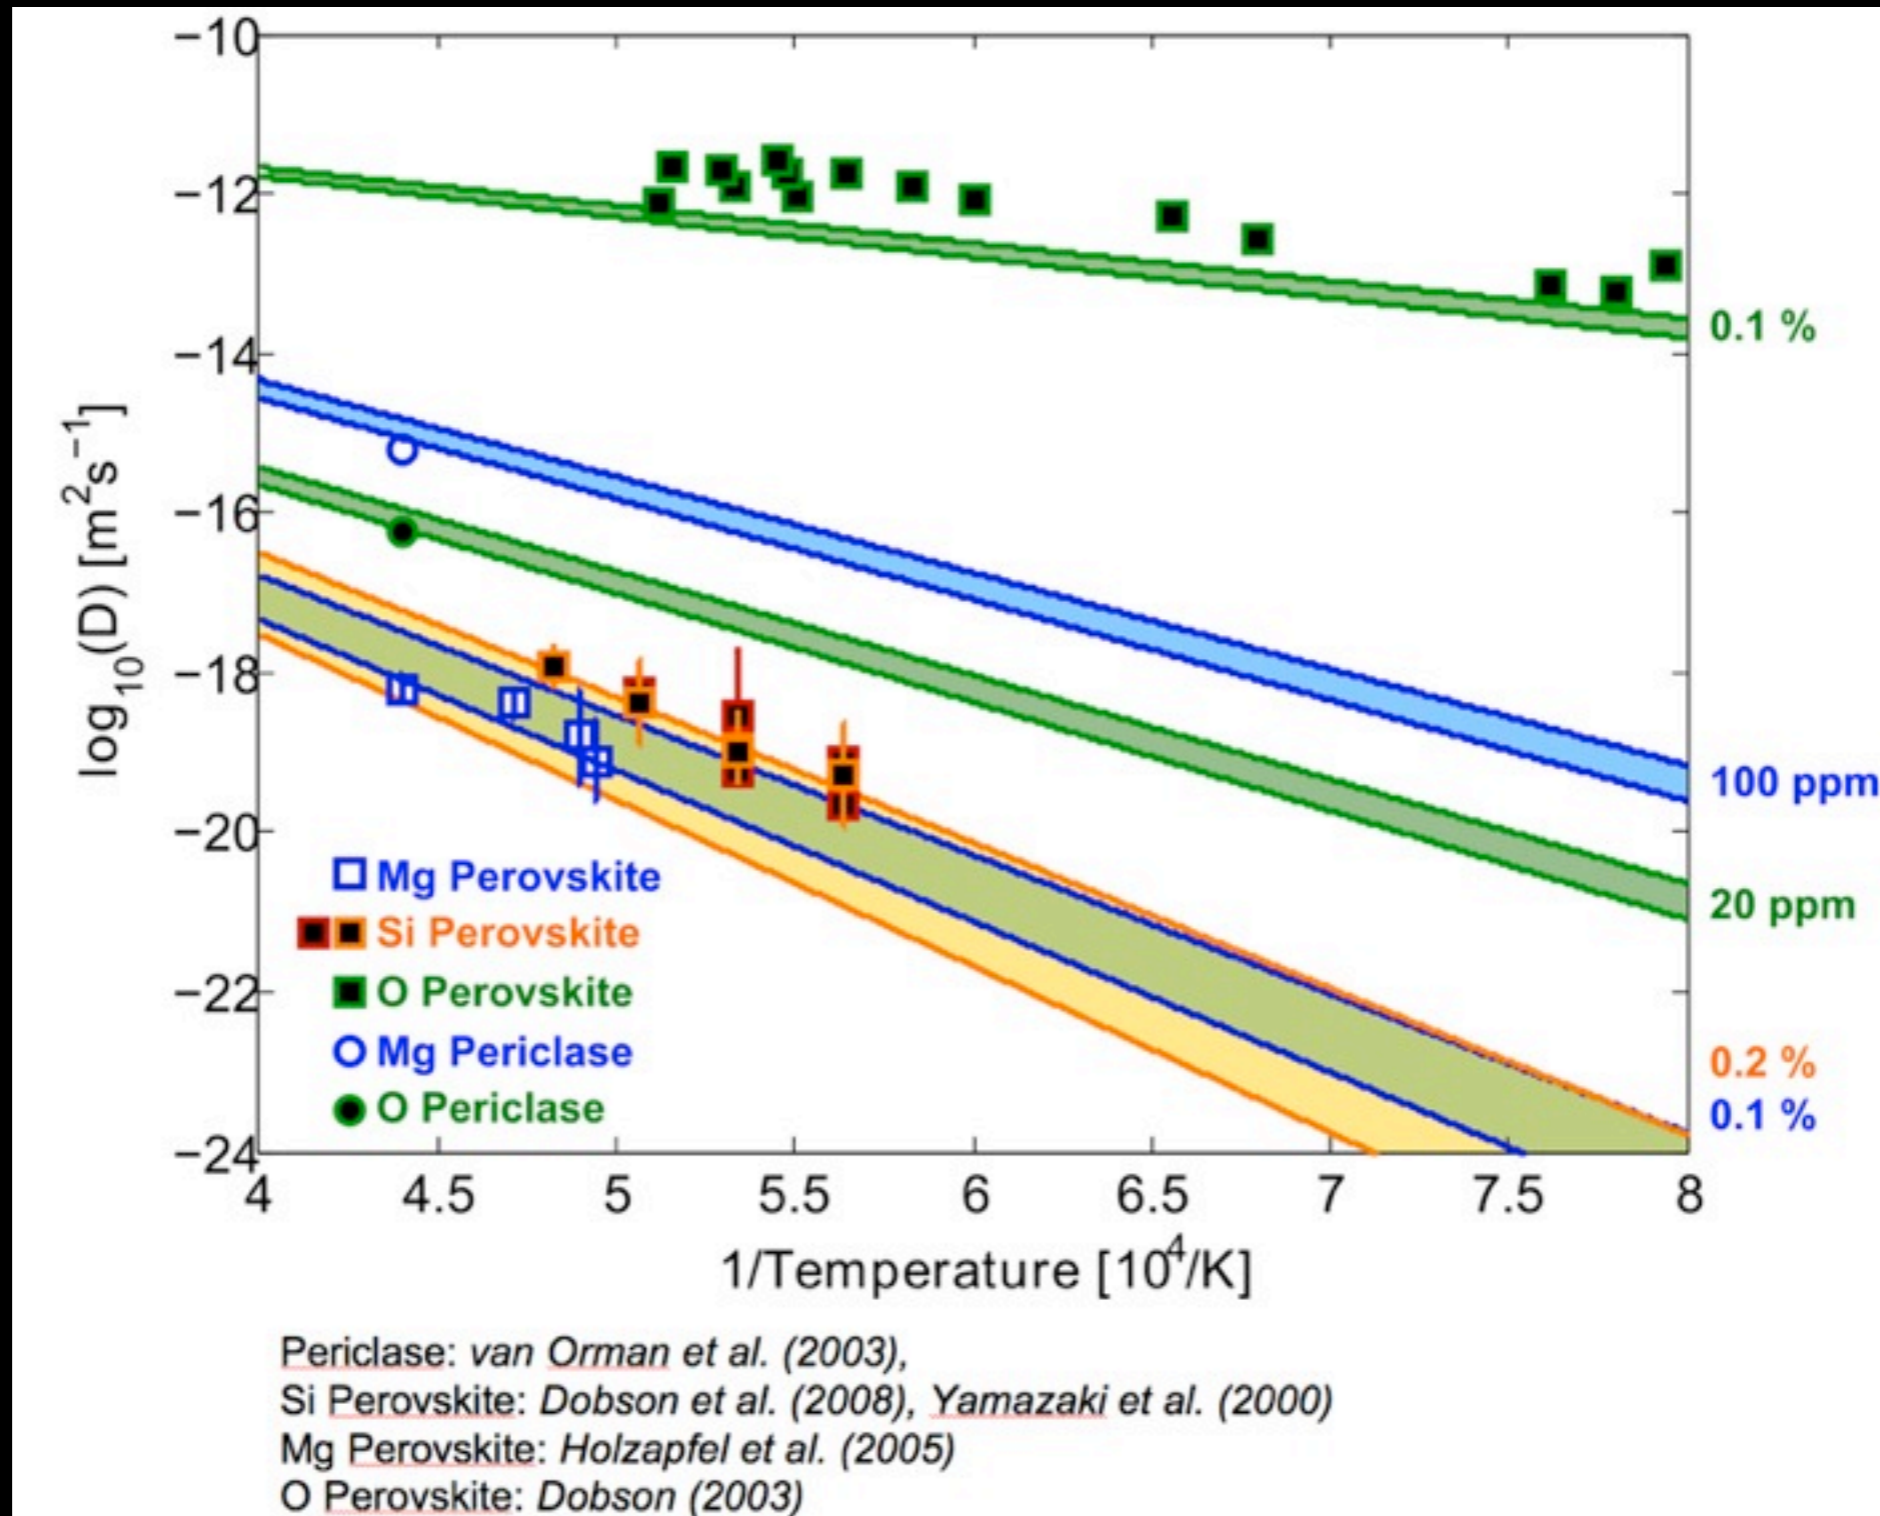 −10
−12
−14
−16
−18
−20
−22
−24
log10(D) [m2s−1]
0.1 %
100 ppm
20 ppm
0.2 %
0.1 %
Mg Perovskite
Si Perovskite
O Perovskite
Mg Periclase
O Periclase
4 4.5 5 5.5 6 6.5 7 7.5 8
1/Temperature [10^4/K]
Periclase: van Orman et al. (2003),
Si Perovskite: Dobson et al. (2008), Yamazaki et al. (2000)
Mg Perovskite: Holzapfel et al. (2005)
O Perovskite: Dobson (2003)